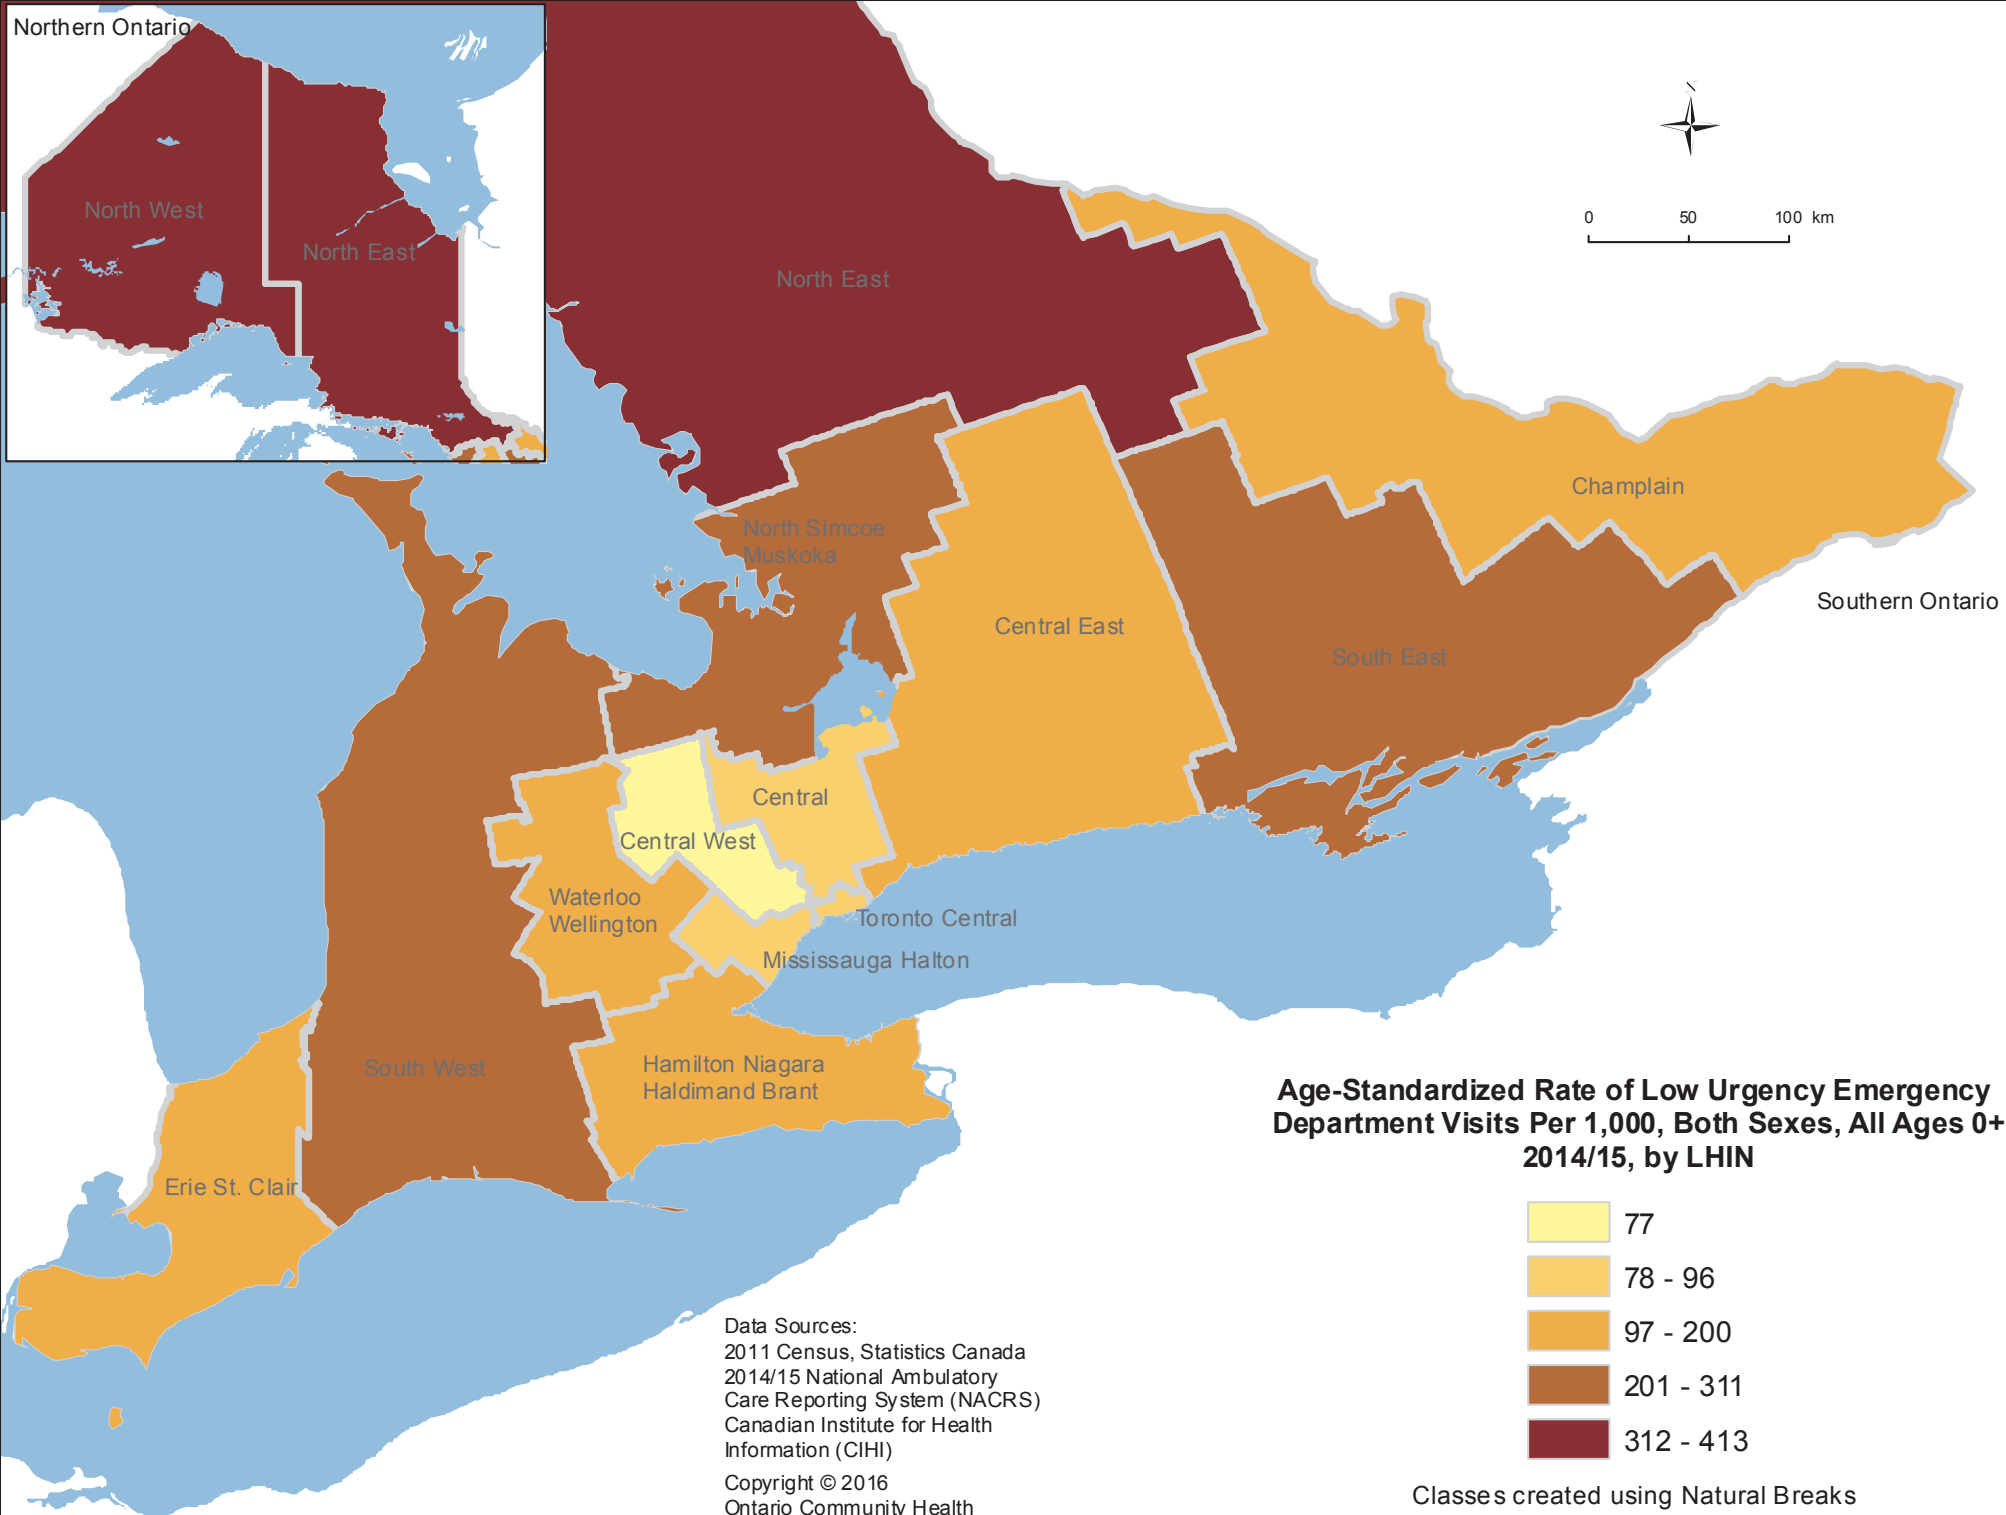 Northern Ontario
North West
North East
N
0 50 100 km
North East
Champlain
North Simcoe
Muskoka
Southern Ontario
Central East
South East
Central
Central West
Waterloo
Wellington
Toronto Central
Mississauga Halton
South West
Hamilton Niagara
Haldimand Brant
Erie St. Clair
Age-Standardized Rate of Low Urgency Emergency
Department Visits Per 1,000, Both Sexes, All Ages 0+
2014/15, by LHIN
77
78 - 96
97 - 200
201 - 311
312 - 413
Classes created using Natural Breaks
Data Sources:
2011 Census, Statistics Canada
2014/15 National Ambulatory
Care Reporting System (NACRS)
Canadian Institute for Health
Information (CIHI)
Copyright © 2016
Ontario Community Health